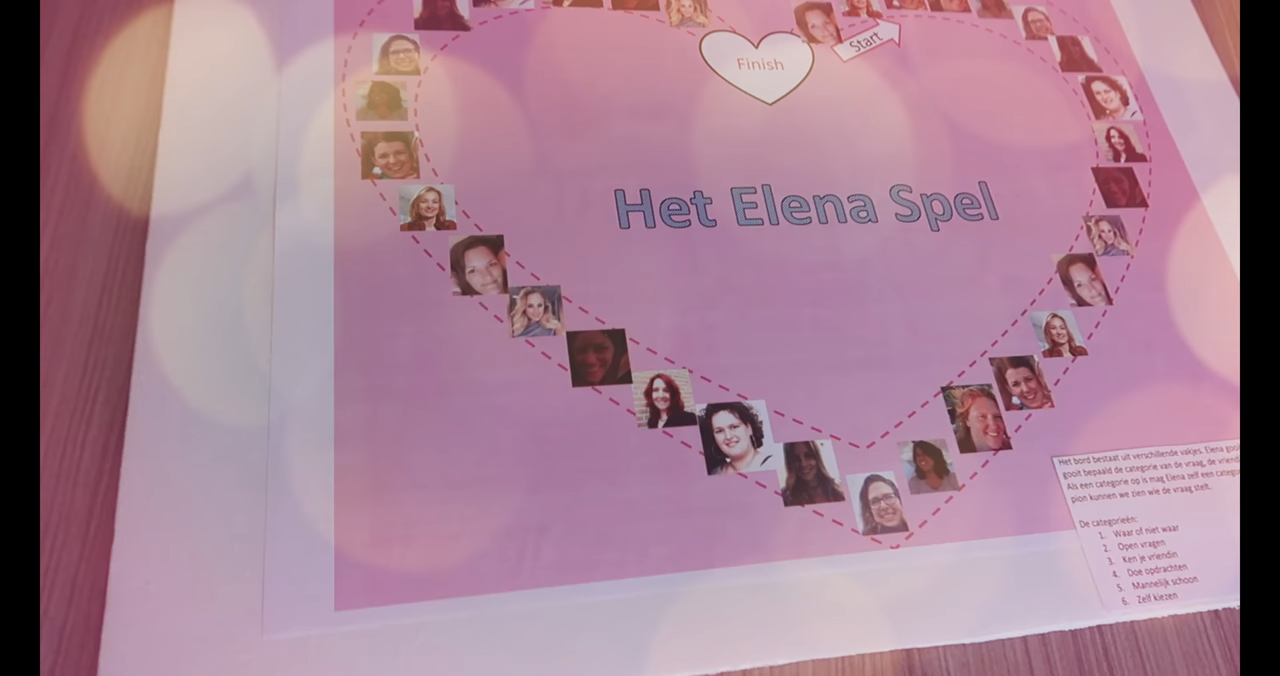 Start
Finish
Het Elena Spel
Het bord bestaat uit verschillende vakjes. Elena
gooit bepaald de categorie van de vraag, de
Als een categorie op is mag Elena zelf een
pion kunnen we zien wie de vraag stelt.
De categorieën:
1. Waar of niet waar
2. Open vragen
3. Ken je vriendin
4. Doe opdrachten
5. Mannelijk schoon
6. Zelf kiezen